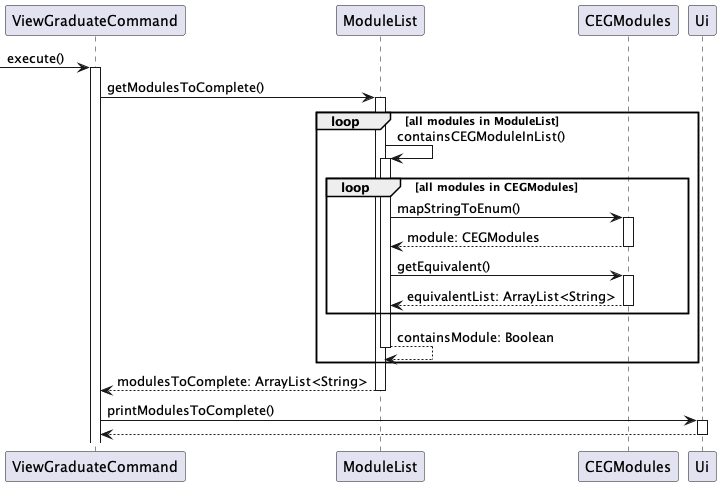 ViewGraduateCommand ModuleList CEGModules Ui
execute()
getModulesToComplete()
loop [all modules in ModuleList]
containsCEGModuleInList()
loop [all modules in CEGModules]
mapStringToEnum()
module: CEGModules
getEquivalent()
equivalentList: ArrayList<String>
containsModule: Boolean
modulesToComplete: ArrayList<String>
printModulesToComplete()
ViewGraduateCommand ModuleList CEGModules Ui